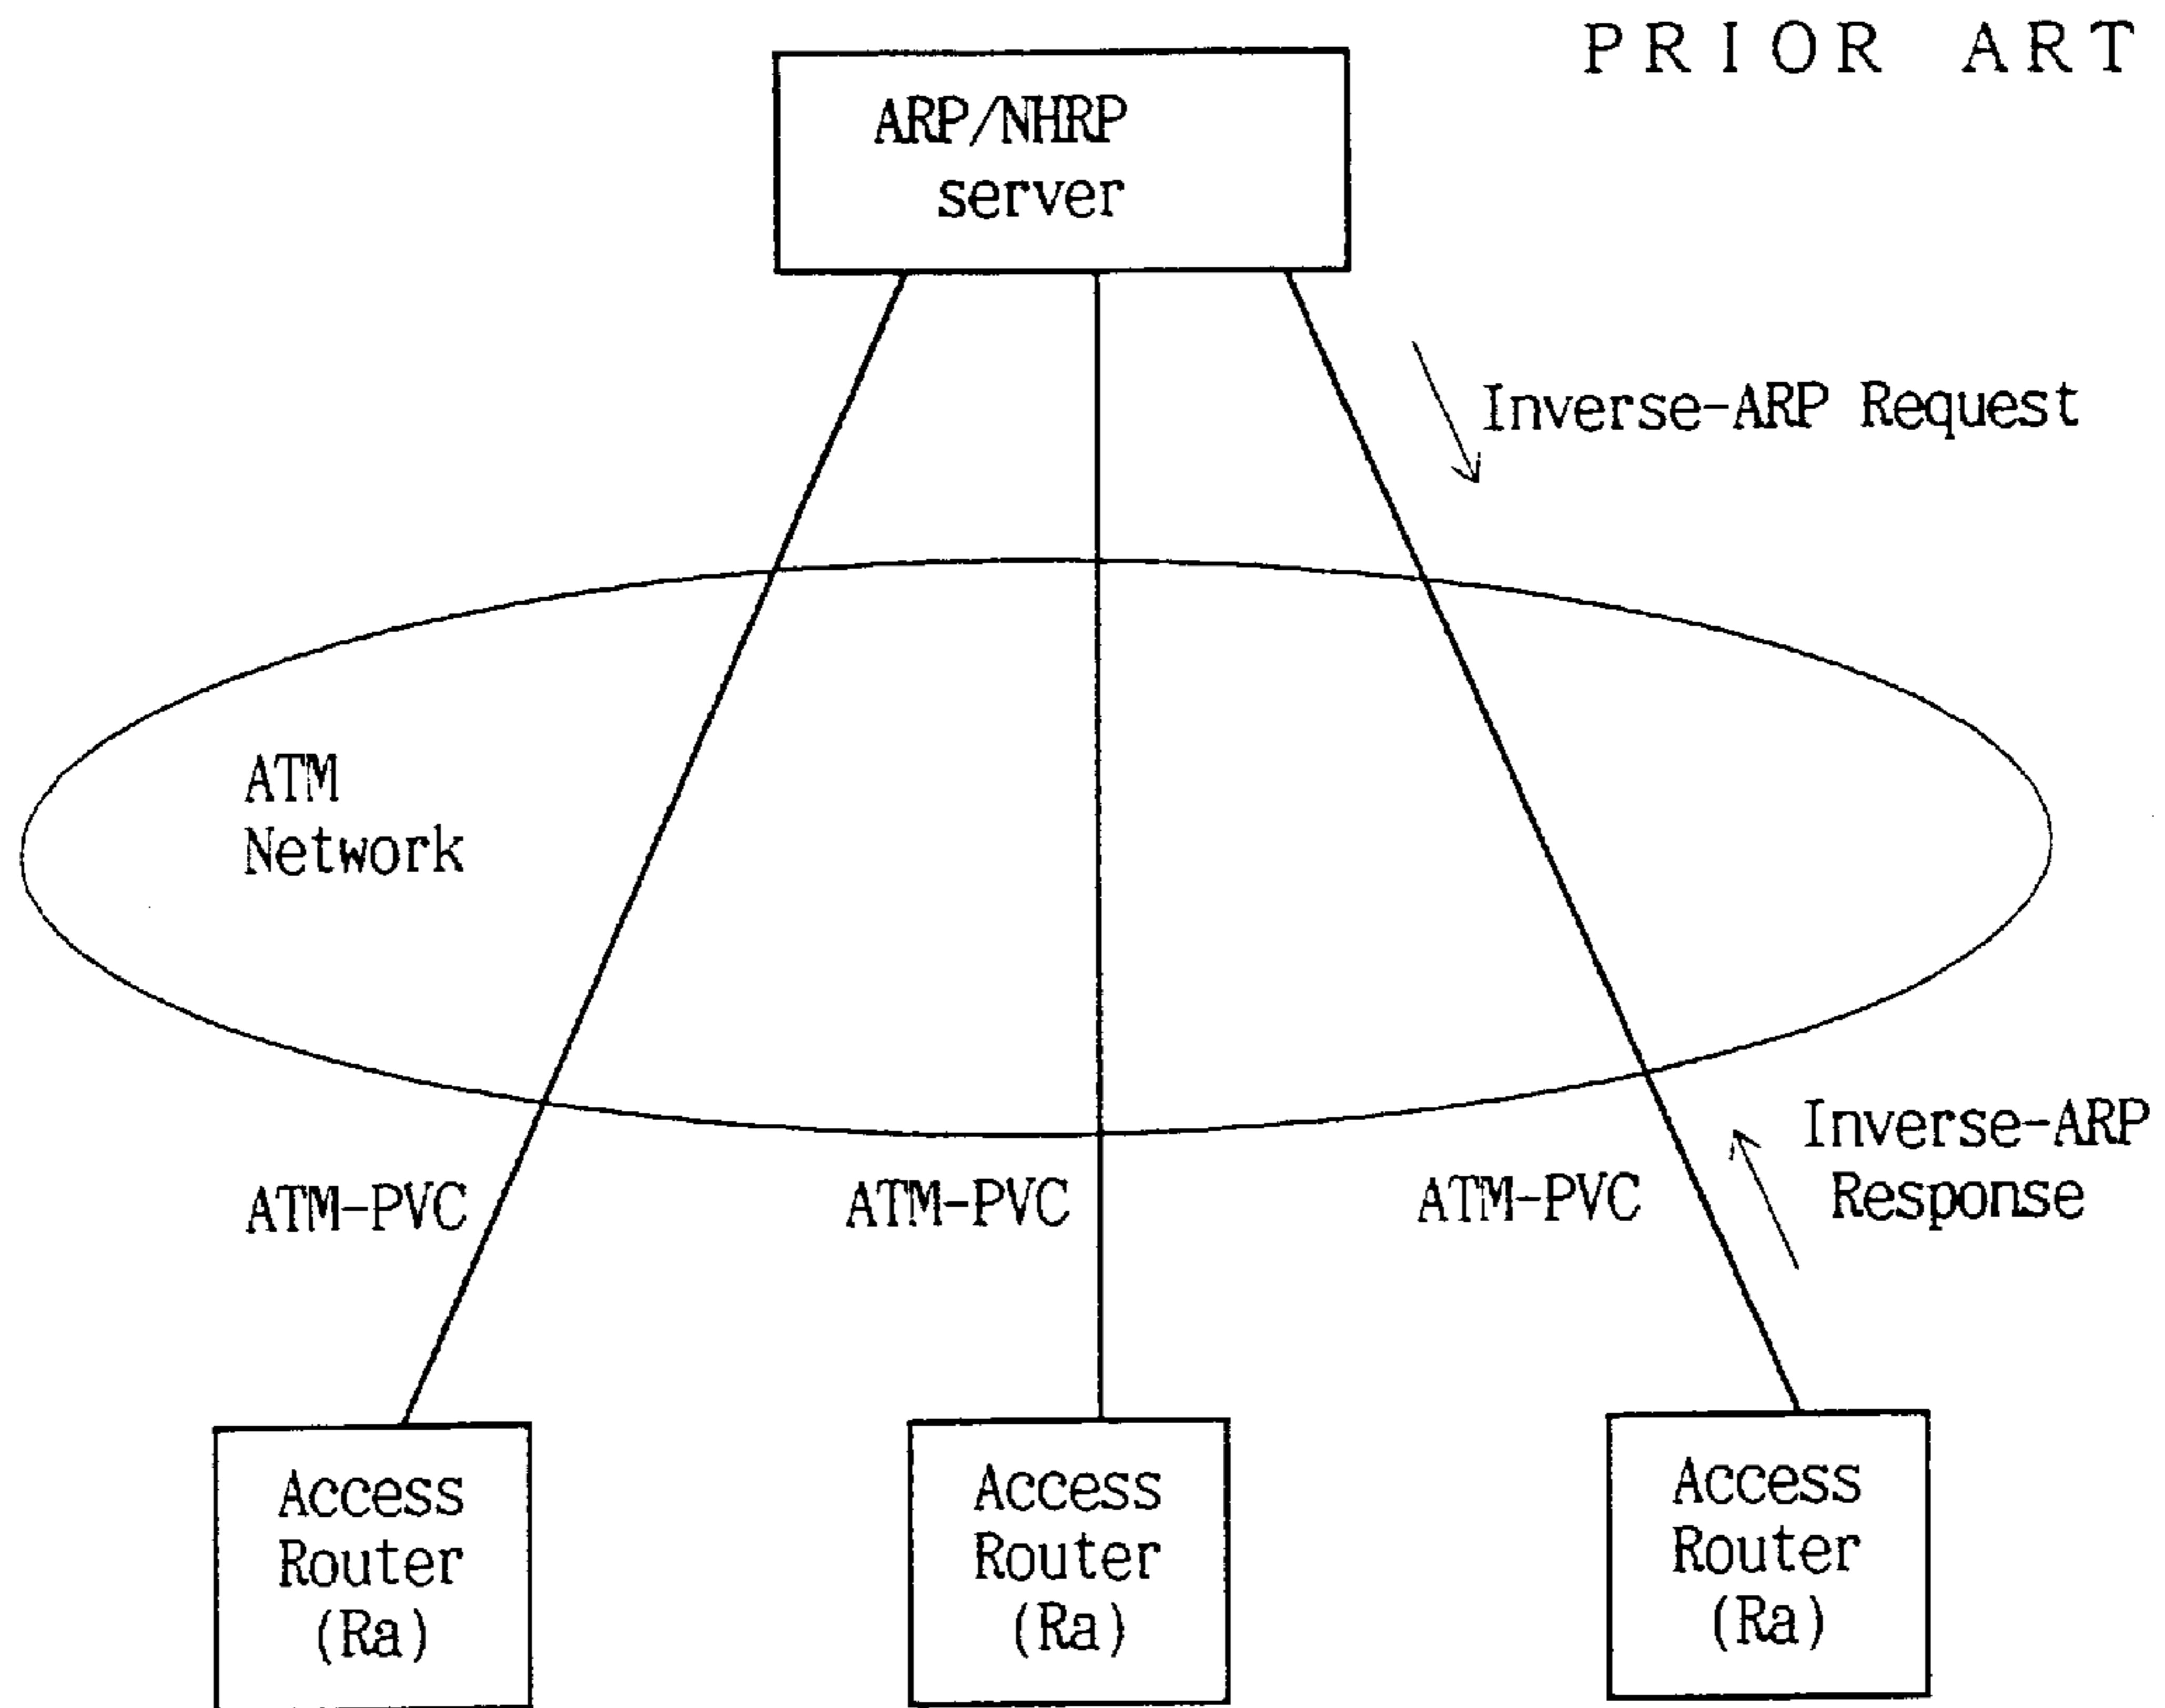 PRIOR ART
ARP/NHRP
server
Inverse-ARP Request
ATM
Network
Inverse-ARP
Response
ATM-PVC
ATM-PVC
ATM-PVC
Access
Router
(Ra)
Access
Router
(Ra)
Access
Router
(Ra)